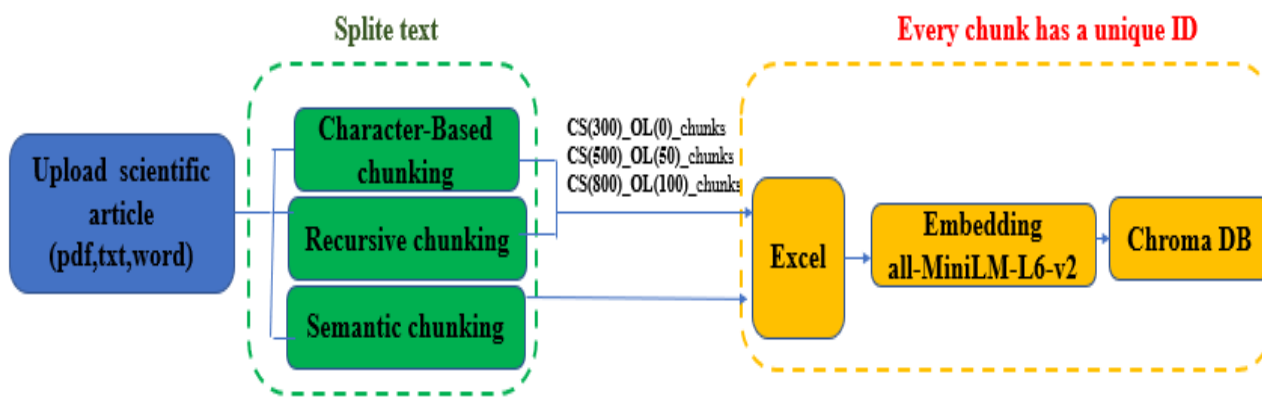 Splite text
Every chunk has a unique ID
Upload scientific
article
(pdf,txt,word)
Character-Based
chunking
Recursive chunking
Semantic chunking
CS(300)_OL(0)_chunks
CS(500)_OL(50)_chunks
CS(800)_OL(100)_chunks
Excel
Embedding
all-MiniLM-L6-v2
Chroma DB